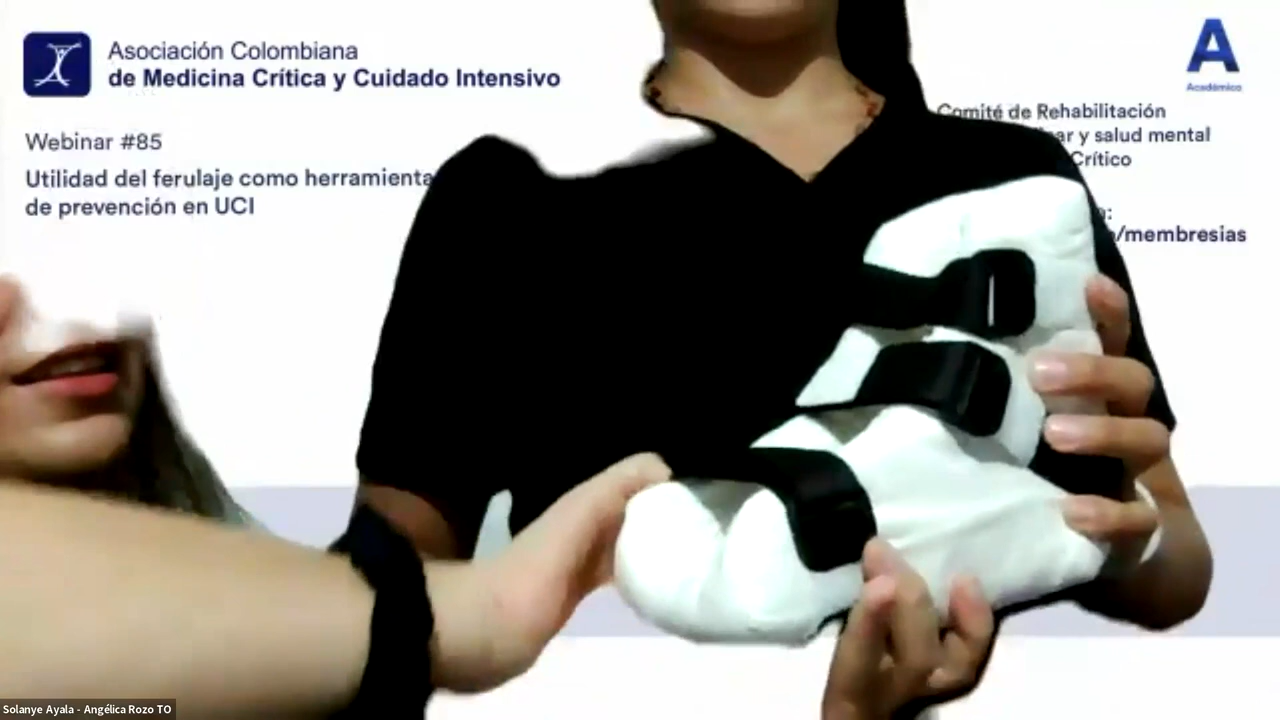 Asociación Colombiana
de Medicina Crítica y Cuidado Intensivo
Webinar #85
Utilidad del ferulaje como herramienta
de prevención en UCI
A
Académico
Comité de Rehabilitación
y salud mental
Crítico
/membresias
Solanye Ayala - Angélica Rozo TO